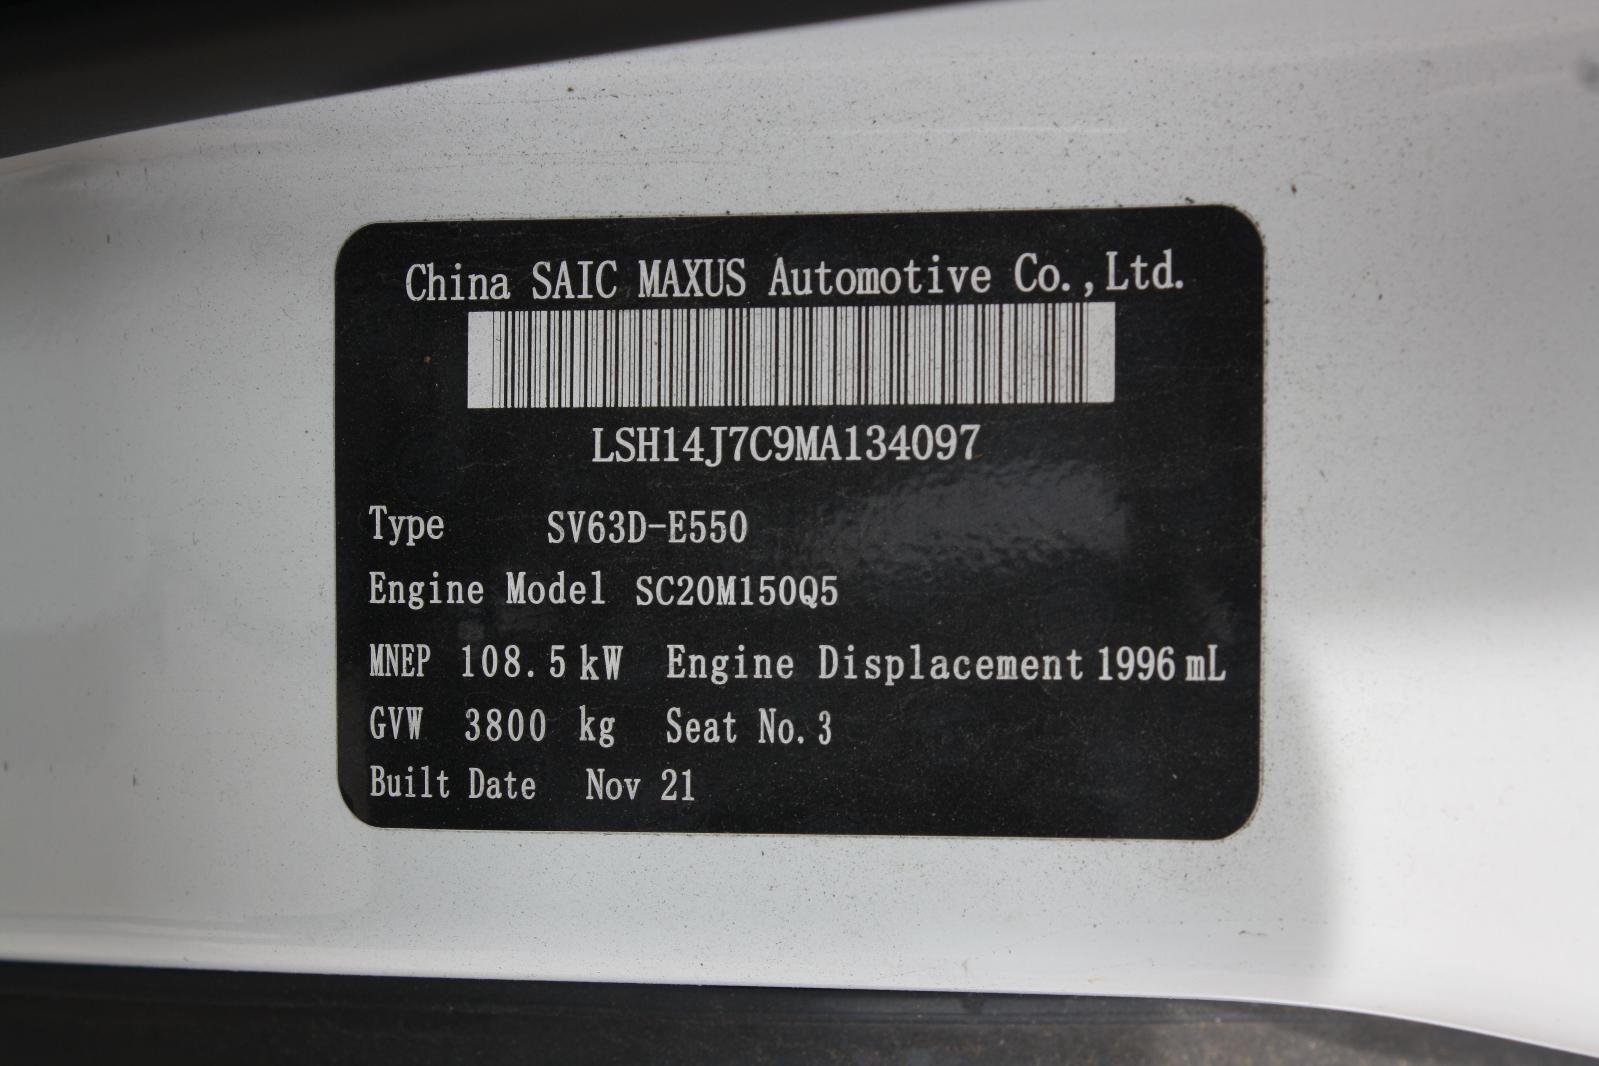 China SAIC MAXUS Automotive Co.,Ltd.
LSH14J7C9MA134097
Type SV63D-E550
Engine Model SC20M150Q5
MNEP 108.5 kW Engine Displacement 1996 mL
GVW 3800 kg Seat No. 3
Built Date Nov 21